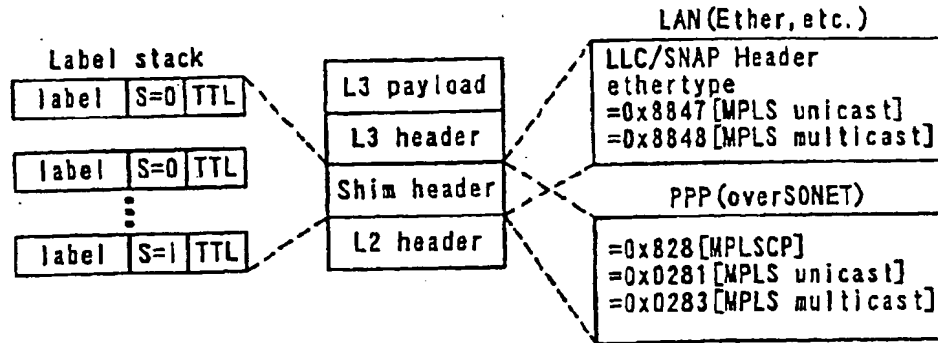 Label stack
label S=0 TTL
label S=0 TTL
label S=1 TTL
L3 payload
L3 header
Shim header
L2 header
LAN(Ether,etc.)
LLC/SNAP Header
ethertype
=0x8847[MPLS unicast]
=0x8848[MPLS multicast]
PPP(overSONET)
=0x828[MPLSCP]
=0x0281[MPLS unicast]
=0x0283[MPLS multicast]